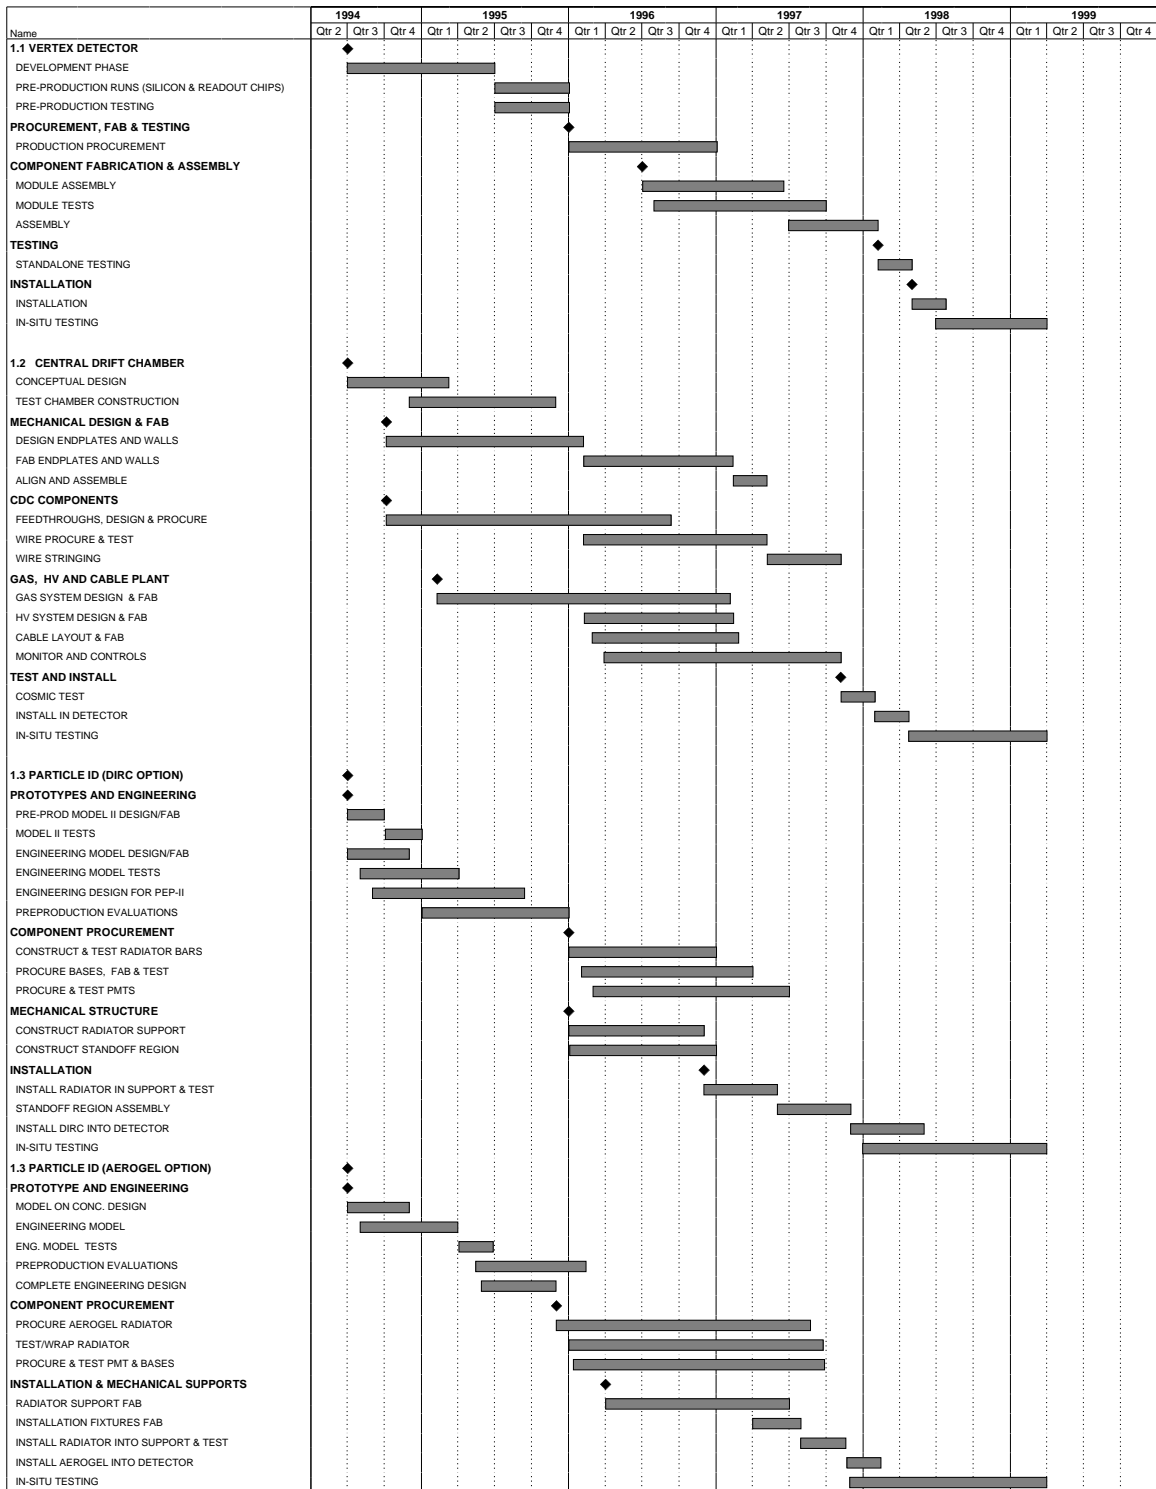 1994 1995 1996 1997 1998 1999
Name Qtr 2 Qtr 3 Qtr 4 Qtr 1 Qtr 2 Qtr 3 Qtr 4 Qtr 1 Qtr 2 Qtr 3 Qtr 4 Qtr 1 Qtr 2 Qtr 3 Qtr 4 Qtr 1 Qtr 2 Qtr 3 Qtr 4 Qtr 1 Qtr 2 Qtr 3 Qtr 4
1.1 VERTEX DETECTOR
DEVELOPMENT PHASE
PRE-PRODUCTION RUNS (SILICON & READOUT CHIPS)
PRE-PRODUCTION TESTING
PROCUREMENT, FAB & TESTING
PRODUCTION PROCUREMENT
COMPONENT FABRICATION & ASSEMBLY
MODULE ASSEMBLY
MODULE TESTS
ASSEMBLY
TESTING
STANDALONE TESTING
INSTALLATION
INSTALLATION
IN-SITU TESTING
1.2 CENTRAL DRIFT CHAMBER
CONCEPTUAL DESIGN
TEST CHAMBER CONSTRUCTION
MECHANICAL DESIGN & FAB
DESIGN ENDPLATES AND WALLS
FAB ENDPLATES AND WALLS
ALIGN AND ASSEMBLE
CDC COMPONENTS
FEEDTHROUGHS, DESIGN & PROCURE
WIRE PROCURE & TEST
WIRE STRINGING
GAS, HV AND CABLE PLANT
GAS SYSTEM DESIGN & FAB
HV SYSTEM DESIGN & FAB
CABLE LAYOUT & FAB
MONITOR AND CONTROLS
TEST AND INSTALL
COSMIC TEST
INSTALL IN DETECTOR
IN-SITU TESTING
1.3 PARTICLE ID (DIRC OPTION)
PROTOTYPES AND ENGINEERING
PRE-PROD MODEL II DESIGN/FAB
MODEL II TESTS
ENGINEERING MODEL DESIGN/FAB
ENGINEERING MODEL TESTS
ENGINEERING DESIGN FOR PEP-II
PREPRODUCTION EVALUATIONS
COMPONENT PROCUREMENT
CONSTRUCT & TEST RADIATOR BARS
PROCURE BASES, FAB & TEST
PROCURE & TEST PMTS
MECHANICAL STRUCTURE
CONSTRUCT RADIATOR SUPPORT
CONSTRUCT STANDOFF REGION
INSTALLATION
INSTALL RADIATOR IN SUPPORT & TEST
STANDOFF REGION ASSEMBLY
INSTALL DIRC INTO DETECTOR
IN-SITU TESTING
1.3 PARTICLE ID (AEROGEL OPTION)
PROTOTYPE AND ENGINEERING
MODEL ON CONC. DESIGN
ENGINEERING MODEL
ENG. MODEL TESTS
PREPRODUCTION EVALUATIONS
COMPLETE ENGINEERING DESIGN
COMPONENT PROCUREMENT
PROCURE AEROGEL RADIATOR
TEST/WRAP RADIATOR
PROCURE & TEST PMT & BASES
INSTALLATION & MECHANICAL SUPPORTS
RADIATOR SUPPORT FAB
INSTALLATION FIXTURES FAB
INSTALL RADIATOR INTO SUPPORT & TEST
INSTALL AEROGEL INTO DETECTOR
IN-SITU TESTING